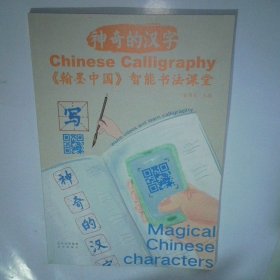 神奇的汉字
Chinese Calligraphy
《翰墨中国》智能书法课堂
写
神
奇
的
汉
字
Magical
Chinese
characters